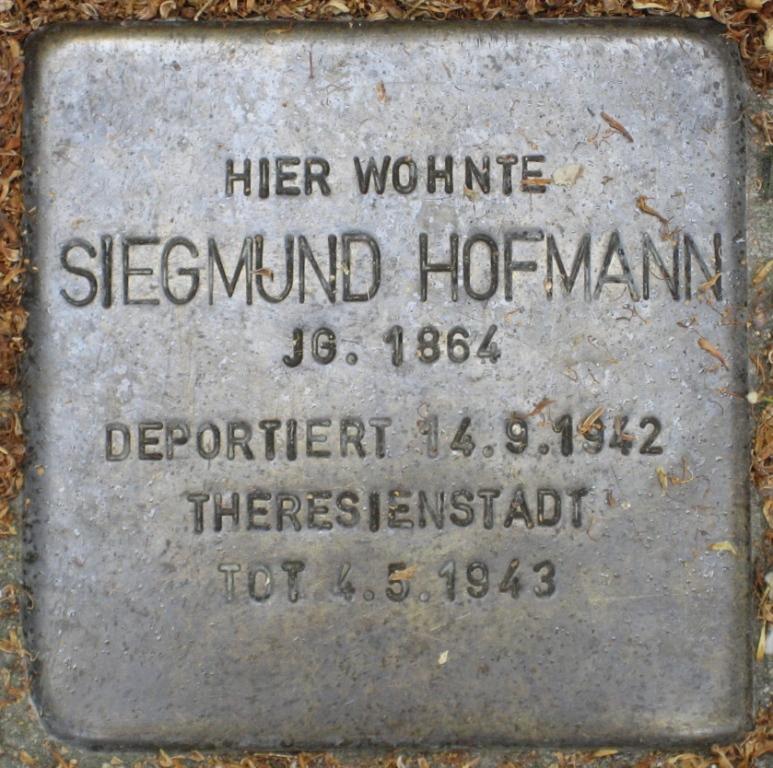 HIER WOHNTE
SIEGMUND HOFMANN
JG. 1864
DEPORTIERT 14.9.1942
THERESIENSTADT
TOT 4.5.1943